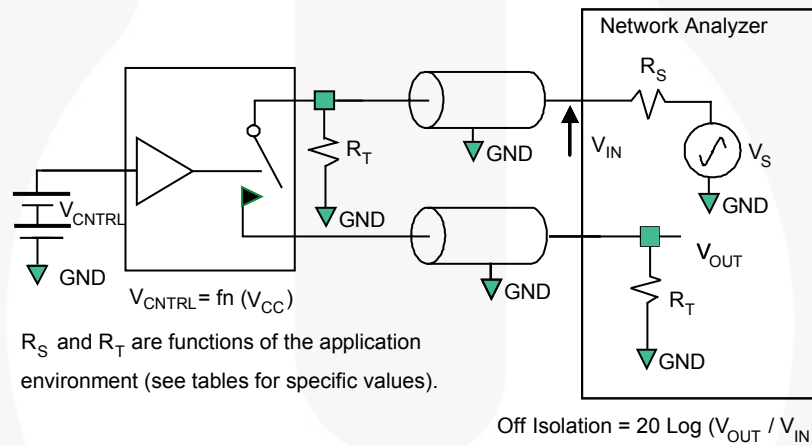 Network Analyzer
R_S
R_T
GND
V_IN
V_S
GND
V_CNTRL
GND
GND
V_OUT
GND
GND
R_T
GND
V_CNTRL = fn (V_CC)
R_S and R_T are functions of the application
environment (see tables for specific values).
Off Isolation = 20 Log (V_OUT / V_IN)